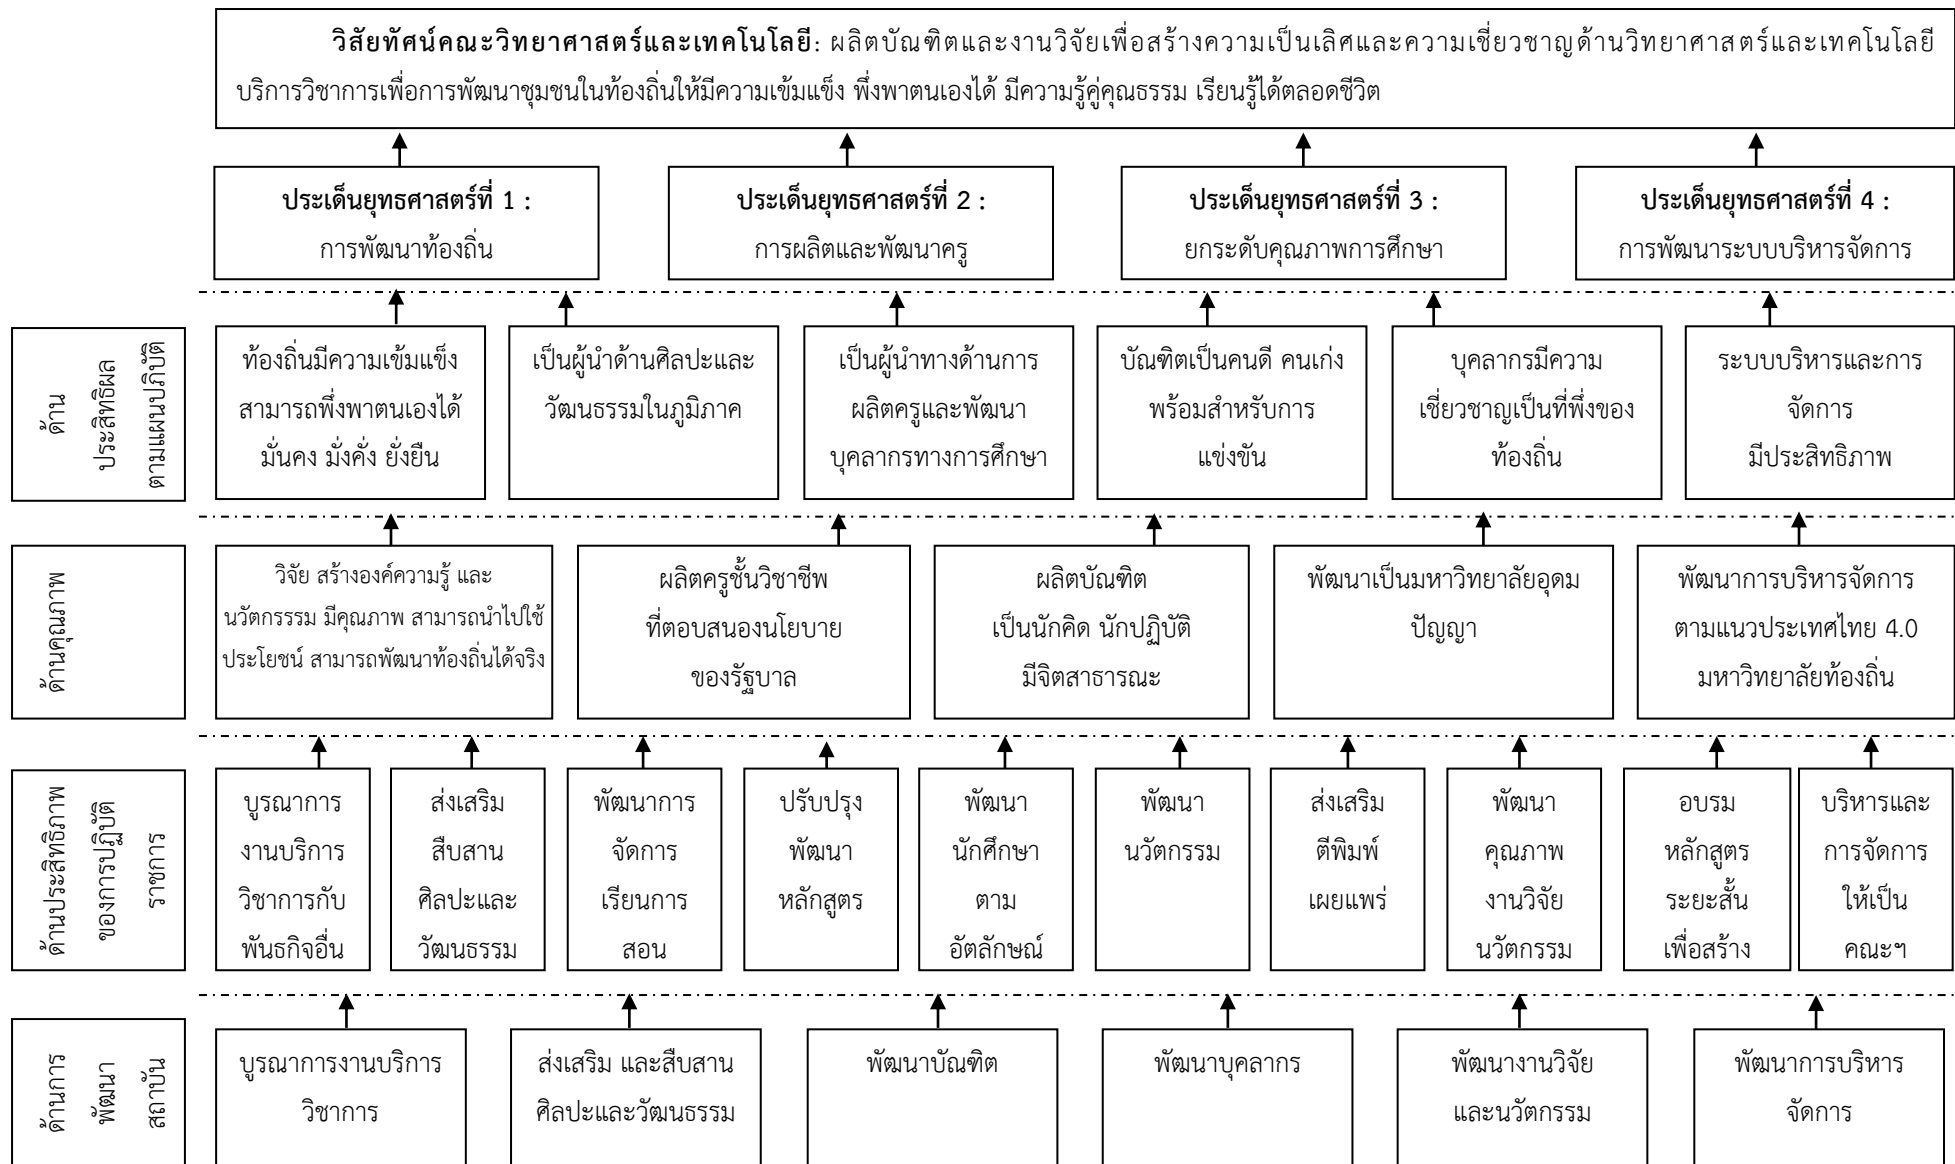 วิสัยทัศน์คณะวิทยาศาสตร์และเทคโนโลยี: ผลิตบัณฑิตและงานวิจัยเพื่อสร้างความเป็นเลิศและความเชี่ยวชาญด้านวิทยาศาสตร์และเทคโนโลยี
บริการวิชาการเพื่อการพัฒนาชุมชนในท้องถิ่นให้มีความเข้มแข็ง พึ่งพาตนเองได้ มีความรู้คู่คุณธรรม เรียนรู้ได้ตลอดชีวิต
ประเด็นยุทธศาสตร์ที่ 1 :
การพัฒนาท้องถิ่น
ประเด็นยุทธศาสตร์ที่ 2 :
การผลิตและพัฒนาครู
ประเด็นยุทธศาสตร์ที่ 3 :
ยกระดับคุณภาพการศึกษา
ประเด็นยุทธศาสตร์ที่ 4 :
การพัฒนาระบบบริหารจัดการ
ด้าน
ประสิทธิผล
ตามแผนปฏิบัติ
ท้องถิ่นมีความเข้มแข็ง
สามารถพึ่งพาตนเองได้
มั่นคง มั่งคั่ง ยั่งยืน
เป็นผู้นำด้านศิลปะและ
วัฒนธรรมในภูมิภาค
เป็นผู้นำทางด้านการ
ผลิตครูและพัฒนา
บุคลากรทางการศึกษา
บัณฑิตเป็นคนดี คนเก่ง
พร้อมสำหรับการ
แข่งขัน
บุคลากรมีความ
เชี่ยวชาญเป็นที่พึ่งของ
ท้องถิ่น
ระบบบริหารและการ
จัดการ
มีประสิทธิภาพ
ด้านคุณภาพ
วิจัย สร้างองค์ความรู้ และ
นวัตกรรรม มีคุณภาพ สามารถนำไปใช้
ประโยชน์ สามารถพัฒนาท้องถิ่นได้จริง
ผลิตครูชั้นวิชาชีพ
ที่ตอบสนองนโยบาย
ของรัฐบาล
ผลิตบัณฑิต
เป็นนักคิด นักปฏิบัติ
มีจิตสาธารณะ
พัฒนาเป็นมหาวิทยาลัยอุดม
ปัญญา
พัฒนาการบริหารจัดการ
ตามแนวประเทศไทย 4.0
มหาวิทยาลัยท้องถิ่น
ด้านประสิทธิภาพ
ของการปฏิบัติ
ราชการ
บูรณาการ
งานบริการ
วิชาการกับ
พันธกิจอื่น
ส่งเสริม
สืบสาน
ศิลปะและ
วัฒนธรรม
พัฒนาการ
จัดการ
เรียนการ
สอน
ปรับปรุง
พัฒนา
หลักสูตร
พัฒนา
นักศึกษา
ตาม
อัตลักษณ์
พัฒนา
นวัตกรรม
ส่งเสริม
ตีพิมพ์
เผยแพร่
พัฒนา
คุณภาพ
งานวิจัย
นวัตกรรม
อบรม
หลักสูตร
ระยะสั้น
เพื่อสร้าง
บริหารและ
การจัดการ
ให้เป็น
คณะฯ
ด้านการ
พัฒนา
สถาบัน
บูรณาการงานบริการ
วิชาการ
ส่งเสริม และสืบสาน
ศิลปะและวัฒนธรรม
พัฒนาบัณฑิต
พัฒนาบุคลากร
พัฒนางานวิจัย
และนวัตกรรม
พัฒนาการบริหาร
จัดการ